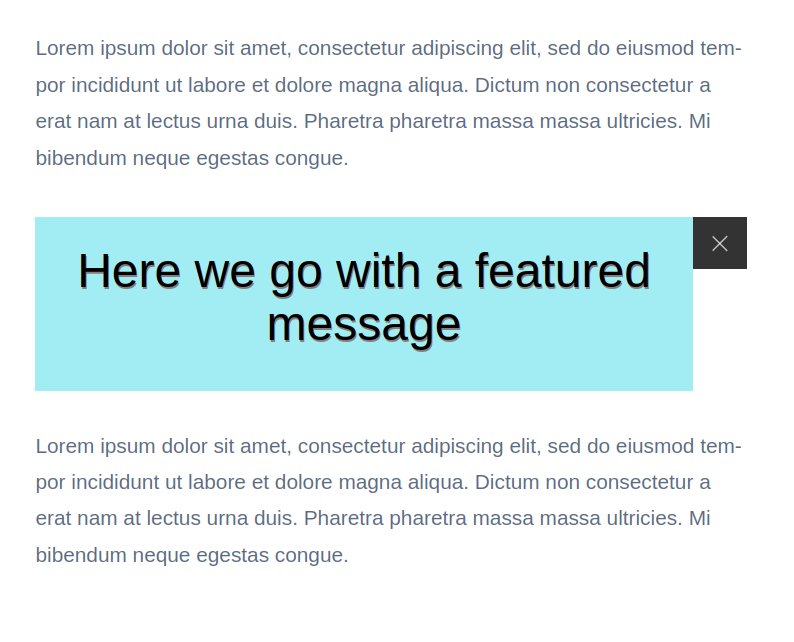 Lorem ipsum dolor sit amet, consectetur adipiscing elit, sed do eiusmod tem-
por incididunt ut labore et dolore magna aliqua. Dictum non consectetur a
erat nam at lectus urna duis. Pharetra pharetra massa massa ultricies. Mi
bibendum neque egestas congue.
Here we go with a featured
message
Lorem ipsum dolor sit amet, consectetur adipiscing elit, sed do eiusmod tem-
por incididunt ut labore et dolore magna aliqua. Dictum non consectetur a
erat nam at lectus urna duis. Pharetra pharetra massa massa ultricies. Mi
bibendum neque egestas congue.